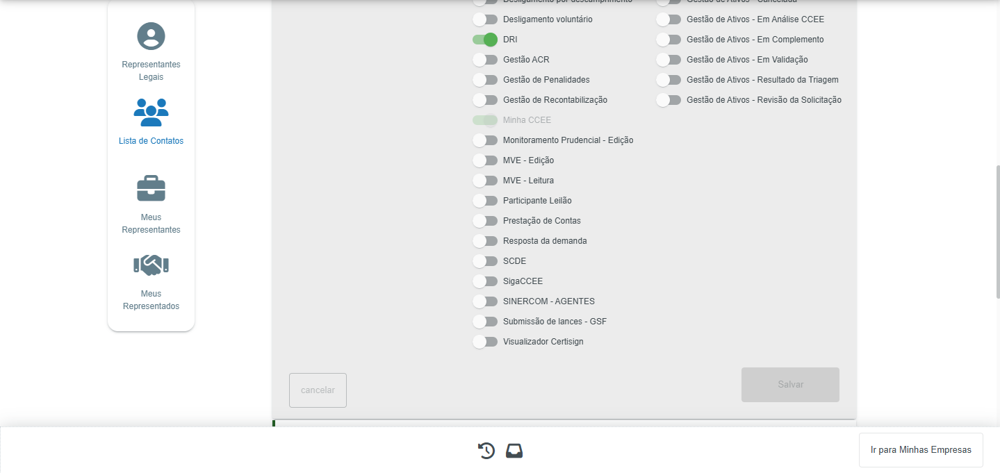 Representantes
Legais
Lista de Contatos
Meus
Representantes
Meus
Representados
Desligamento por descumprimento
Desligamento voluntário
DRI
Gestão ACR
Gestão de Penalidades
Gestão de Recontabilização
Minha CCEE
Monitoramento Prudencial - Edição
MVE - Edição
MVE - Leitura
Participante Leilão
Prestação de Contas
Resposta da demanda
SCDE
SigaCCEE
SINERCOM - AGENTES
Submissão de lances - GSF
Visualizador Certisign
Gestão de Ativos - Cancelada
Gestão de Ativos - Em Análise CCEE
Gestão de Ativos - Em Complemento
Gestão de Ativos - Em Validação
Gestão de Ativos - Resultado da Triagem
Gestão de Ativos - Revisão da Solicitação
cancelar
Salvar
Ir para Minhas Empresas